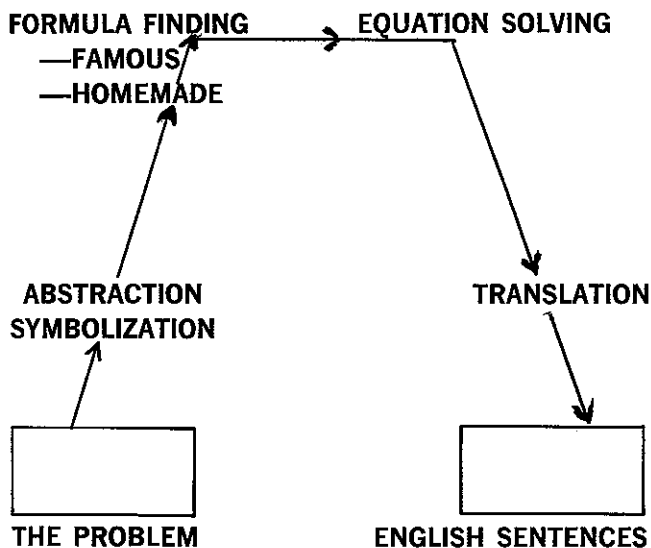 FORMULA FINDING
—FAMOUS
—HOMEMADE
EQUATION SOLVING
ABSTRACTION
SYMBOLIZATION
TRANSLATION
THE PROBLEM
ENGLISH SENTENCES